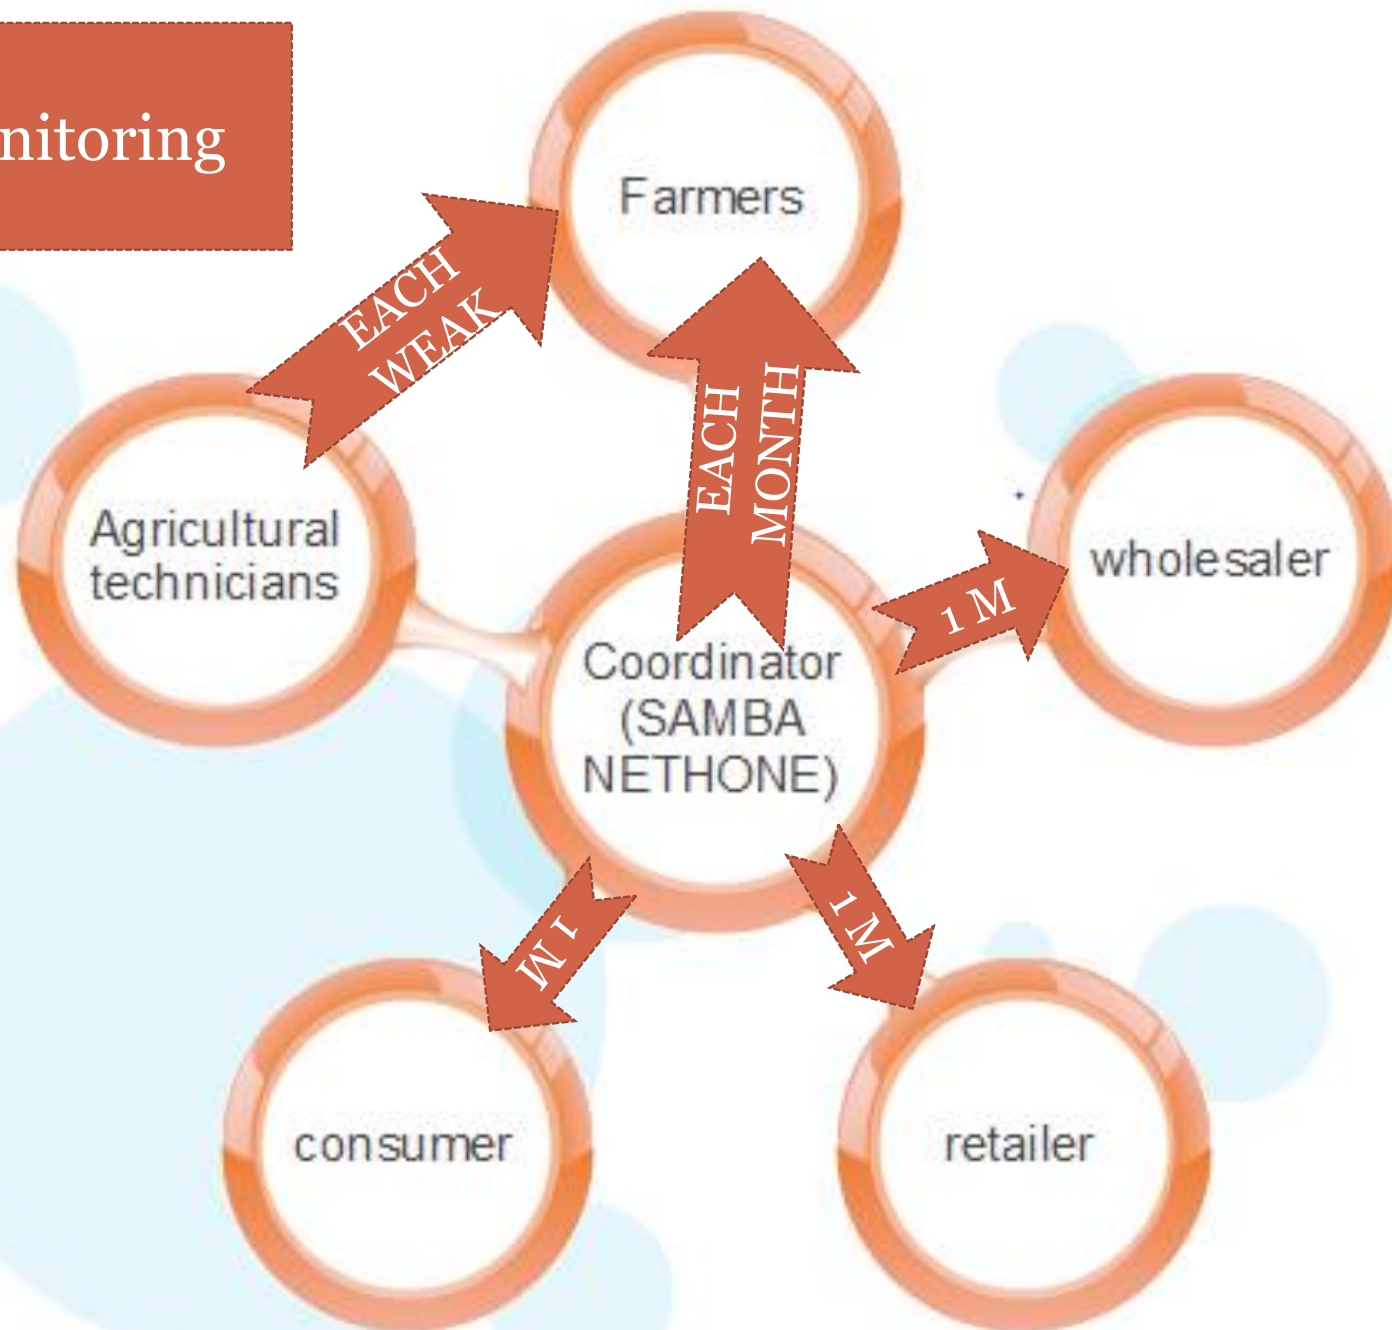 nitoring
Farmers
EACH
WEAK
EACH
MONTH
Agricultural
technicians
wholesaler
1 M
Coordinator
(SAMBA
NETHONE)
1 M
1 M
consumer
retailer